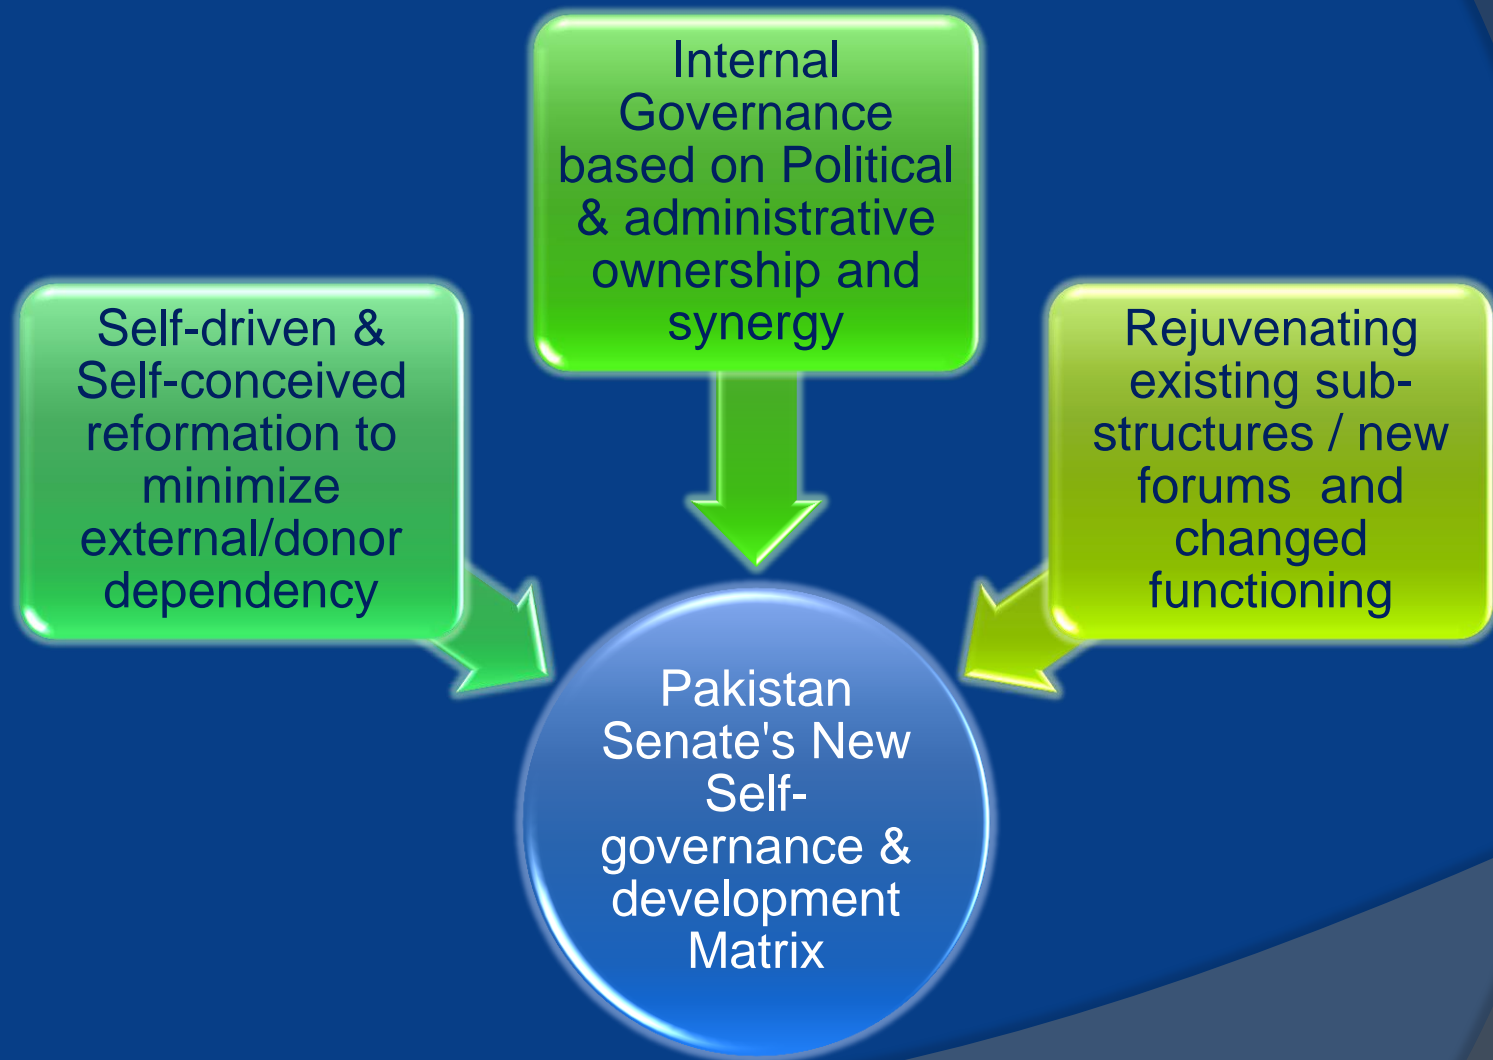 Internal
Governance
based on Political
& administrative
ownership and
synergy
Self-driven &
Self-conceived
reformation to
minimize
external/donor
dependency
Rejuvenating
existing sub-
structures / new
forums  and
changed
functioning
Pakistan
Senate's New
Self-
governance &
development
Matrix